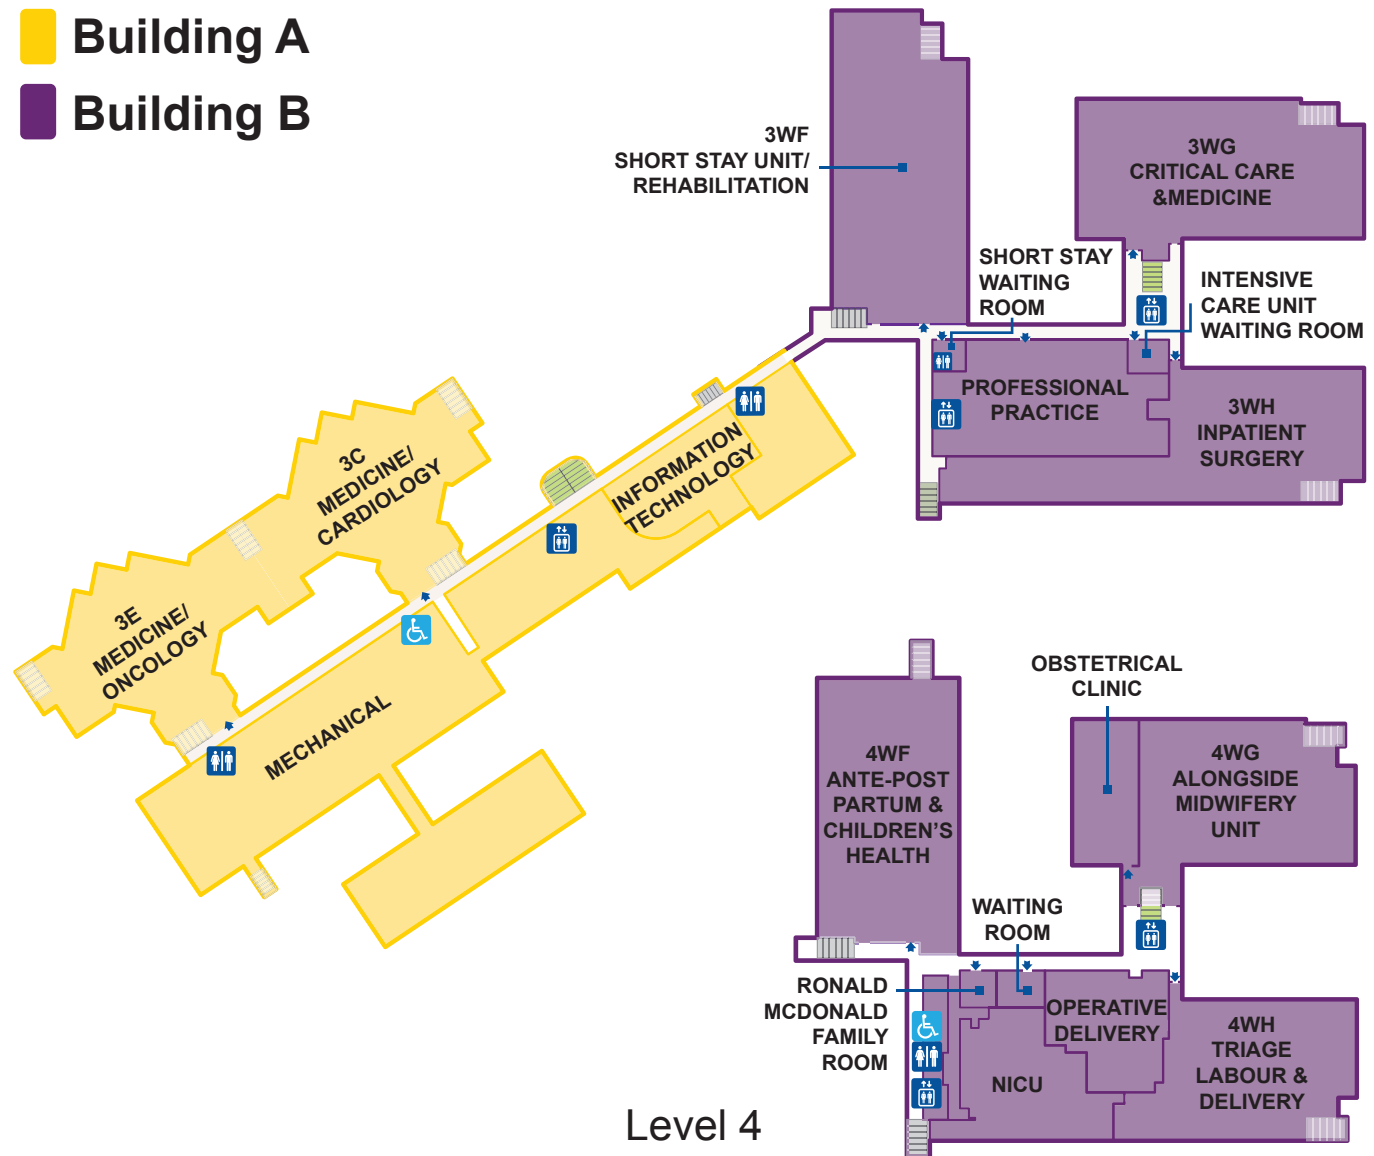 Building A
Building B
3WF
SHORT STAY UNIT/
REHABILITATION
3WG
CRITICAL CARE
&MEDICINE
SHORT STAY
WAITING
ROOM
INTENSIVE
CARE UNIT
WAITING ROOM
PROFESSIONAL
PRACTICE
3WH
INPATIENT
SURGERY
INFORMATION
TECHNOLOGY
3C
MEDICINE/
CARDIOLOGY
3E
MEDICINE/
ONCOLOGY
MECHANICAL
OBSTETRICAL
CLINIC
4WF
ANTE-POST
PARTUM &
CHILDREN'S
HEALTH
4WG
ALONGSIDE
MIDWIFERY
UNIT
WAITING
ROOM
RONALD
MCDONALD
FAMILY
ROOM
OPERATIVE
DELIVERY
NICU
4WH
TRIAGE
LABOUR &
DELIVERY
Level 4